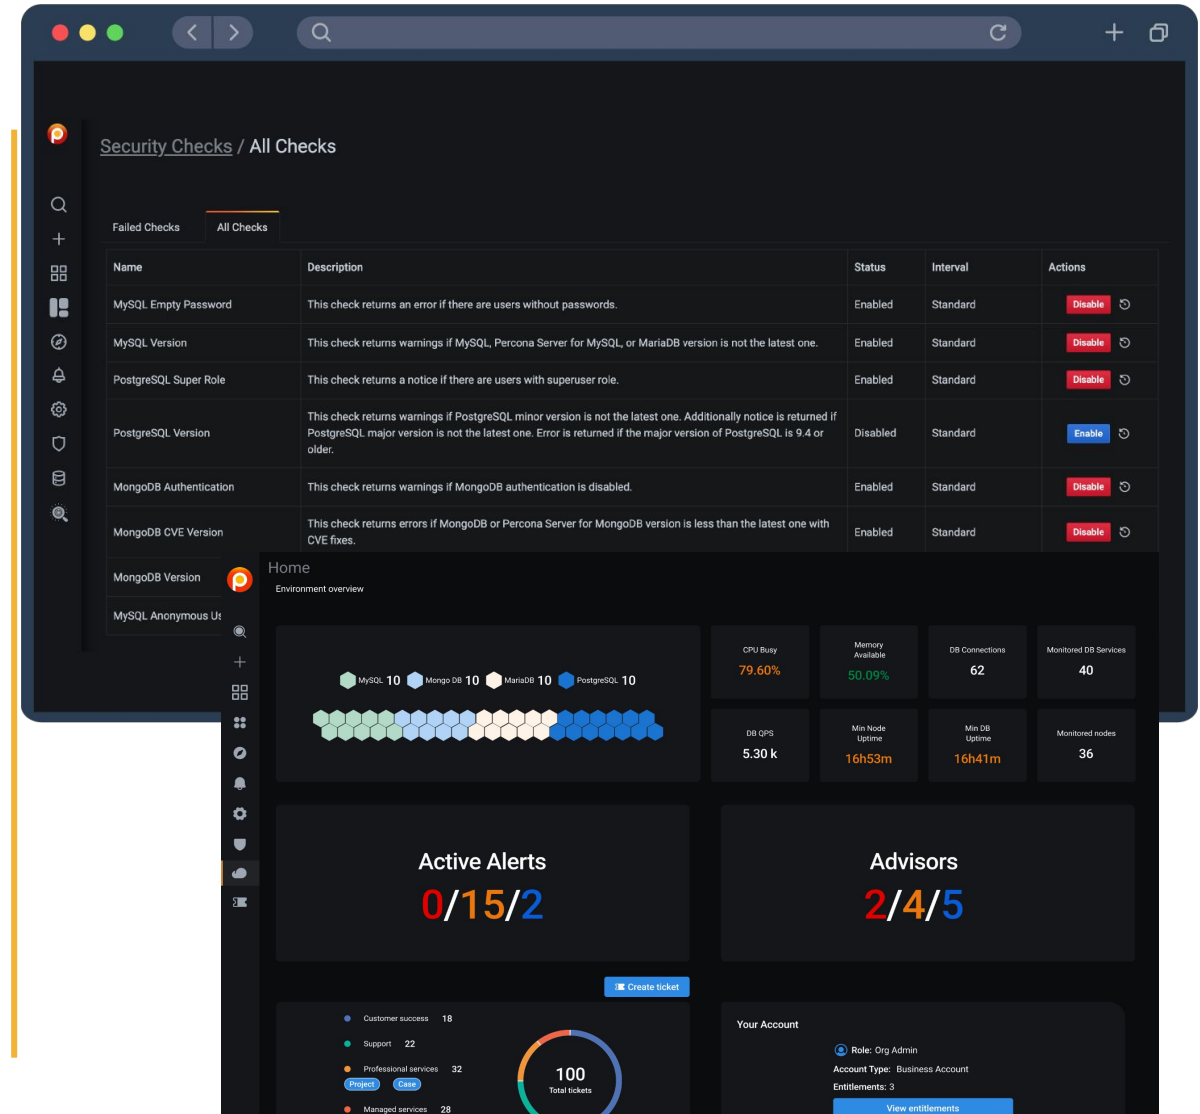 Security Checks / All Checks
Failed Checks All Checks
Name Description Status Interval Actions
MySQL Empty Password This check returns an error if there are users without passwords. Enabled Standard Disable
MySQL Version This check returns warnings if MySQL, Percona Server for MySQL, or MariaDB version is not the latest one. Enabled Standard Disable
PostgreSQL Super Role This check returns a notice if there are users with superuser role. Enabled Standard Disable
This check returns warnings if PostgreSQL minor version is not the latest one. Additionally notice is returned if
PostgreSQL Version PostgreSQL major version is not the latest one. Error is returned if the major version of PostgreSQL is 9.4 or Disabled Standard Enable
older.
MongoDB Authentication This check returns warnings if MongoDB authentication is disabled. Enabled Standard Disable
This check returns errors if MongoDB or Percona Server for MongoDB version is less than the latest one with
MongoDB CVE Version Enabled Standard Disable
CVE fixes.
MongoDB Version
MySQL Anonymous Us
Home
Environment overview
MySQL 10 Mongo DB 10 MariaDB 10 PostgreSQL 10
CPU Busy
79.60%
Memory
Available
50.09%
DB Connections
62
Monitored DB Services
40
DB QPS
5.30 k
Min Node
Uptime
16h53m
Min DB
Uptime
16h41m
Monitored nodes
36
Active Alerts
0/15/2
Advisors
2/4/5
Create ticket
Customer success 18
Support 22
Professional services 32
Project Case
Managed services 28
100
Total tickets
Your Account
Role: Org Admin
Account Type: Business Account
Entitlements: 3
View entitlements